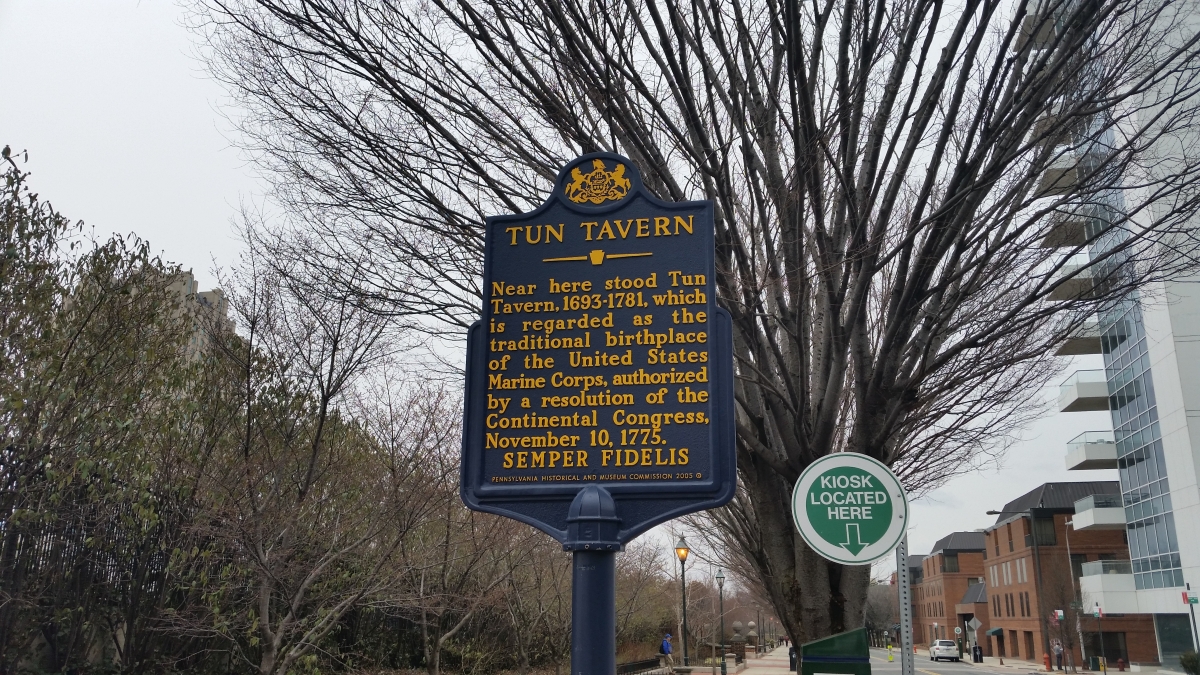 TUN TAVERN
Near here stood Tun
Tavern, 1693-1781, which
is regarded as the
traditional birthplace
of the United States
Marine Corps, authorized
by a resolution of the
Continental Congress,
November 10, 1775.
SEMPER FIDELIS
PENNSYLVANIA HISTORICAL AND MUSEUM COMMISSION 2005
KIOSK
LOCATED
HERE